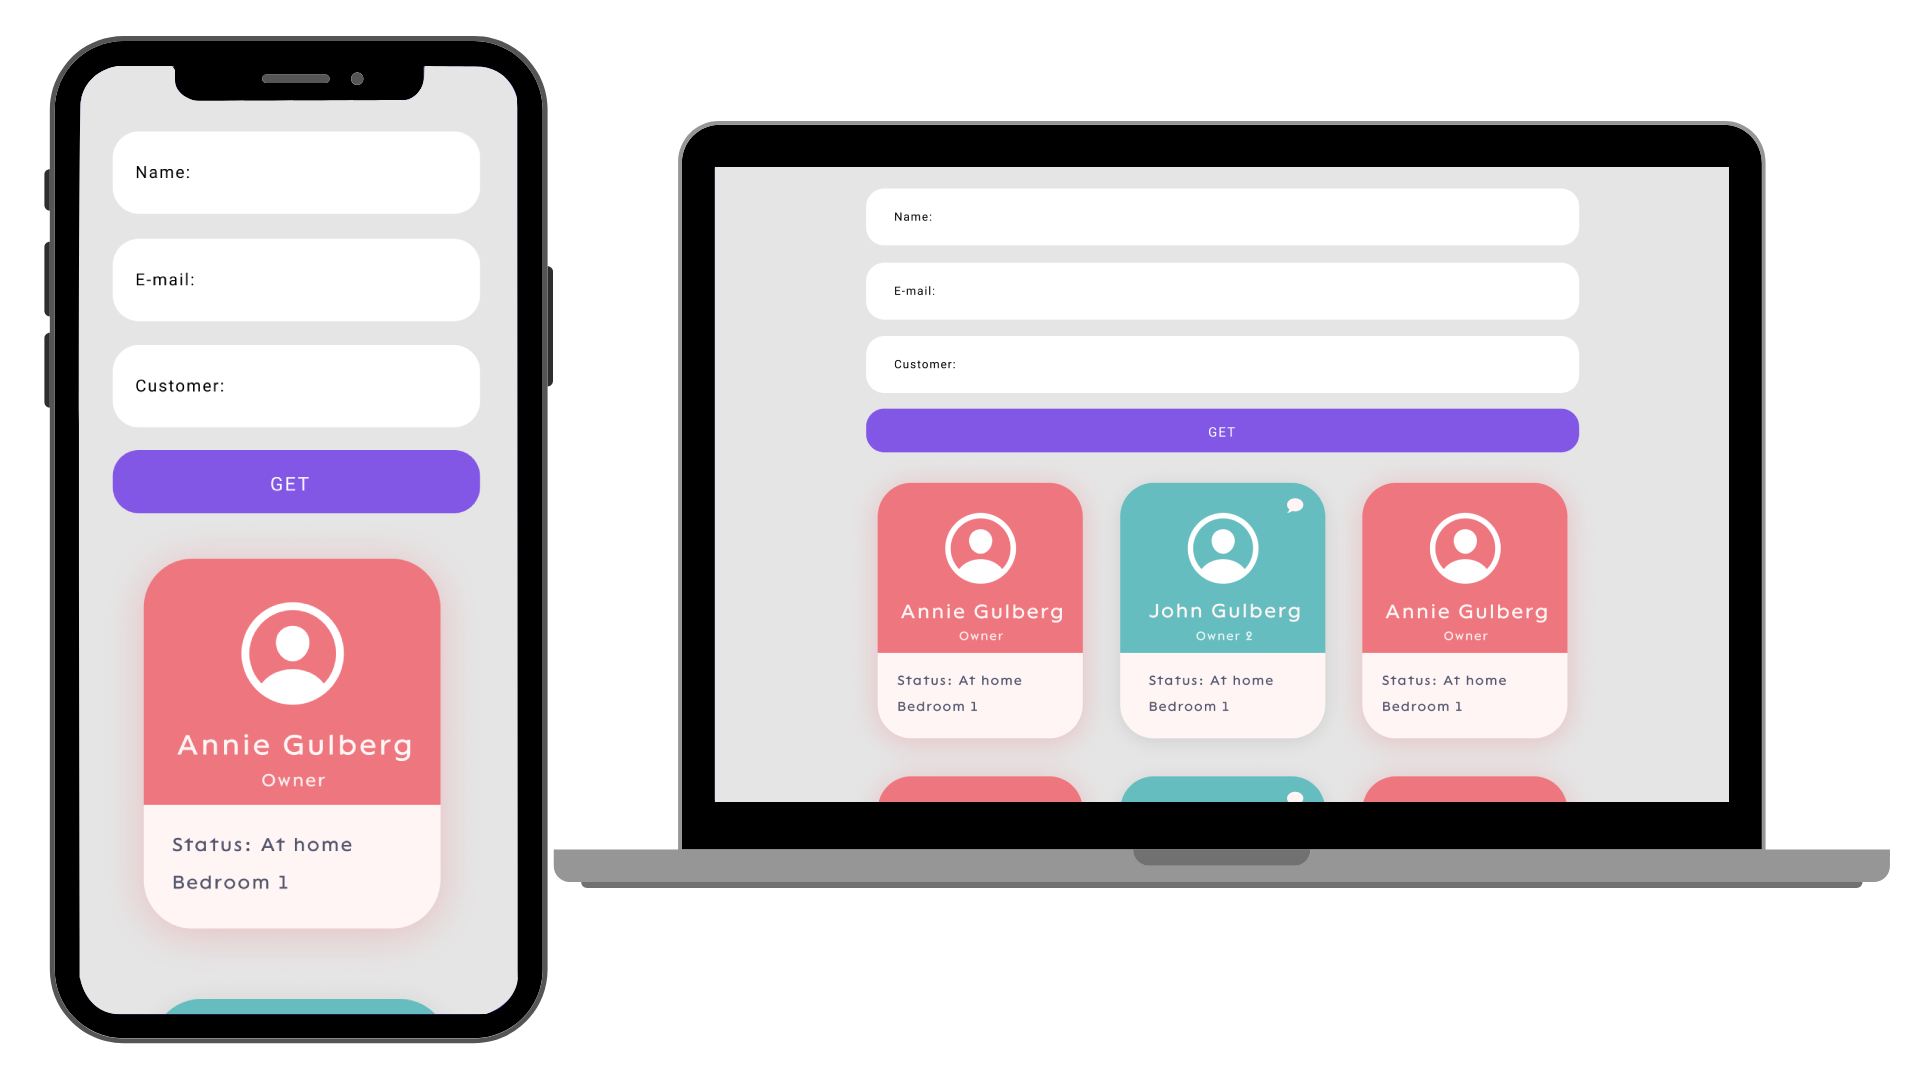 Name:
E-mail:
Customer:
GET
Annie Gulberg
Owner
Status: At home
Bedroom 1
Name:
E-mail:
Customer:
GET
Annie Gulberg
Owner
Status: At home
Bedroom 1
John Gulberg
Owner 2
Status: At home
Bedroom 1
Annie Gulberg
Owner
Status: At home
Bedroom 1